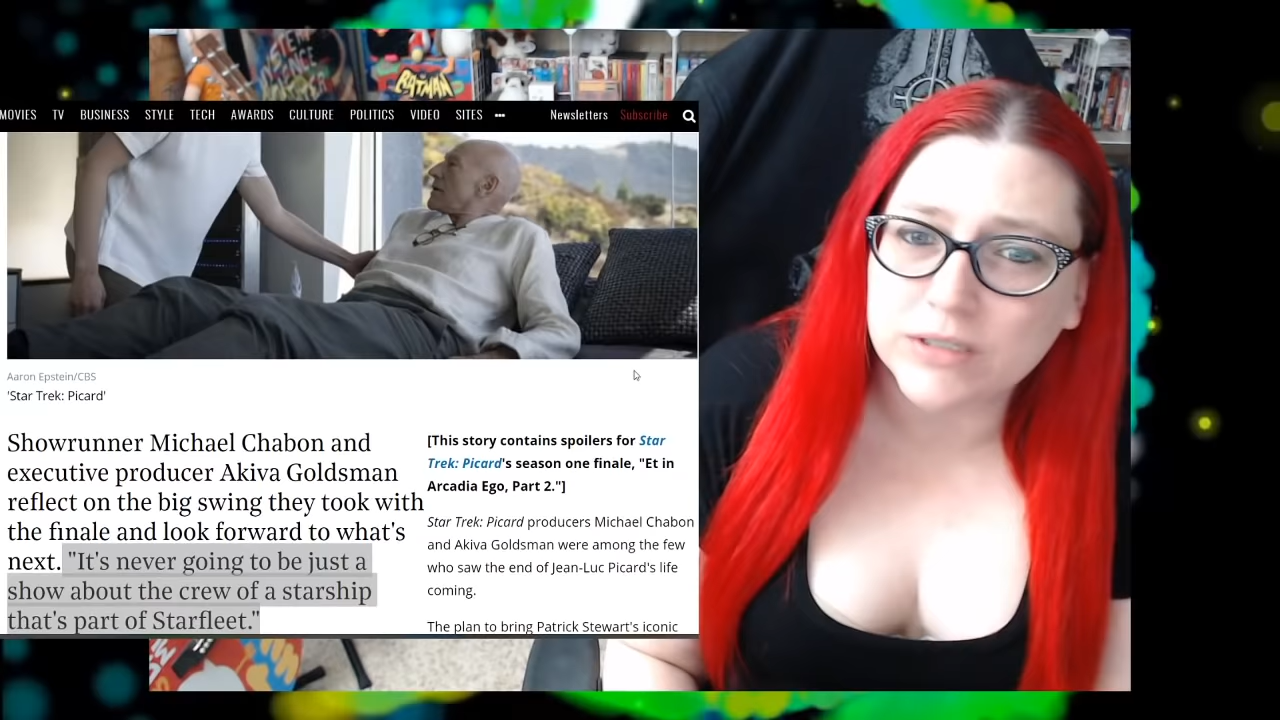 BATMAN
MOVIES TV BUSINESS STYLE TECH AWARDS CULTURE POLITICS VIDEO SITES ••• Newsletters Subscribe
Aaron Epstein/CBS
'Star Trek: Picard'
Showrunner Michael Chabon and
executive producer Akiva Goldsman
reflect on the big swing they took with
the finale and look forward to what's
next. "It's never going to be just a
show about the crew of a starship
that's part of Starfleet."
[This story contains spoilers for Star
Trek: Picard's season one finale, "Et in
Arcadia Ego, Part 2."]
Star Trek: Picard producers Michael Chabon
and Akiva Goldsman were among the few
who saw the end of Jean-Luc Picard's life
coming.
The plan to bring Patrick Stewart's iconic